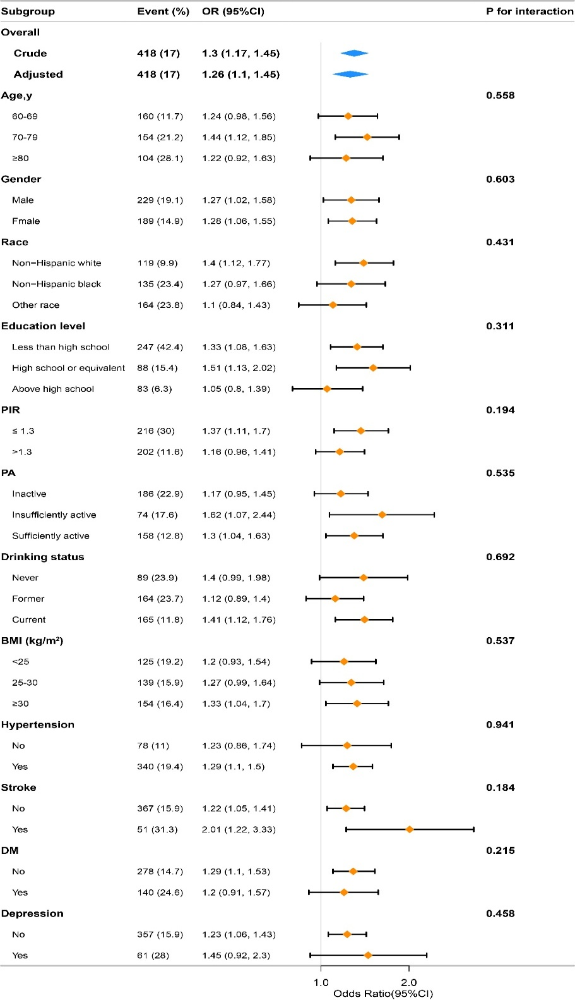 Subgroup Event (%) OR (95%CI) P for interaction
Overall
Crude 418 (17) 1.3 (1.17, 1.45)
Adjusted 418 (17) 1.26 (1.1, 1.45)
Age,y 0.558
60-69 160 (11.7) 1.24 (0.98, 1.56)
70-79 154 (21.2) 1.44 (1.12, 1.85)
≥80 104 (28.1) 1.22 (0.92, 1.63)
Gender 0.603
Male 229 (19.1) 1.27 (1.02, 1.58)
Fmale 189 (14.9) 1.28 (1.06, 1.55)
Race 0.431
Non−Hispanic white 119 (9.9) 1.4 (1.12, 1.77)
Non−Hispanic black 135 (23.4) 1.27 (0.97, 1.66)
Other race 164 (23.8) 1.1 (0.84, 1.43)
Education level 0.311
Less than high school 247 (42.4) 1.33 (1.08, 1.63)
High school or equivalent 88 (15.4) 1.51 (1.13, 2.02)
Above high school 83 (6.3) 1.05 (0.8, 1.39)
PIR 0.194
≤ 1.3 216 (30) 1.37 (1.11, 1.7)
>1.3 202 (11.6) 1.16 (0.96, 1.41)
PA 0.535
Inactive 186 (22.9) 1.17 (0.95, 1.45)
Insufficiently active 74 (17.6) 1.62 (1.07, 2.44)
Sufficiently active 158 (12.8) 1.3 (1.04, 1.63)
Drinking status 0.692
Never 89 (23.9) 1.4 (0.99, 1.98)
Former 164 (23.7) 1.12 (0.89, 1.4)
Current 165 (11.8) 1.41 (1.12, 1.76)
BMI (kg/m²) 0.537
<25 125 (19.2) 1.2 (0.93, 1.54)
25-30 139 (15.9) 1.27 (0.99, 1.64)
≥30 154 (16.4) 1.33 (1.04, 1.7)
Hypertension 0.941
No 78 (11) 1.23 (0.86, 1.74)
Yes 340 (19.4) 1.29 (1.1, 1.5)
Stroke 0.184
No 367 (15.9) 1.22 (1.05, 1.41)
Yes 51 (31.3) 2.01 (1.22, 3.33)
DM 0.215
No 278 (14.7) 1.29 (1.1, 1.53)
Yes 140 (24.6) 1.2 (0.91, 1.57)
Depression 0.458
No 357 (15.9) 1.23 (1.06, 1.43)
Yes 61 (28) 1.45 (0.92, 2.3)
1.0 2.0
Odds Ratio(95%CI)